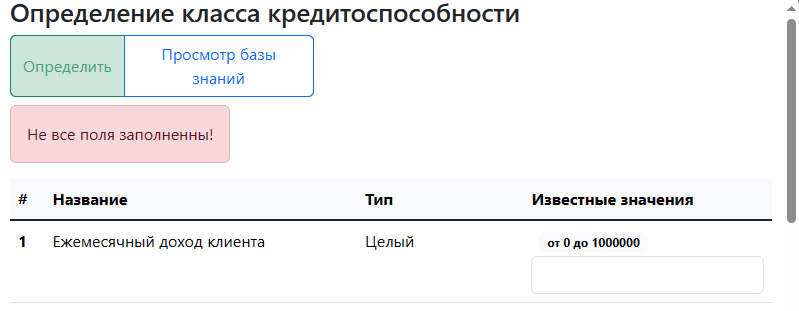 Определение класса кредитоспособности
Определить
Просмотр базы
знаний
Не все поля заполненны!
# Название Тип Известные значения
1 Ежемесячный доход клиента Целый от 0 до 1000000